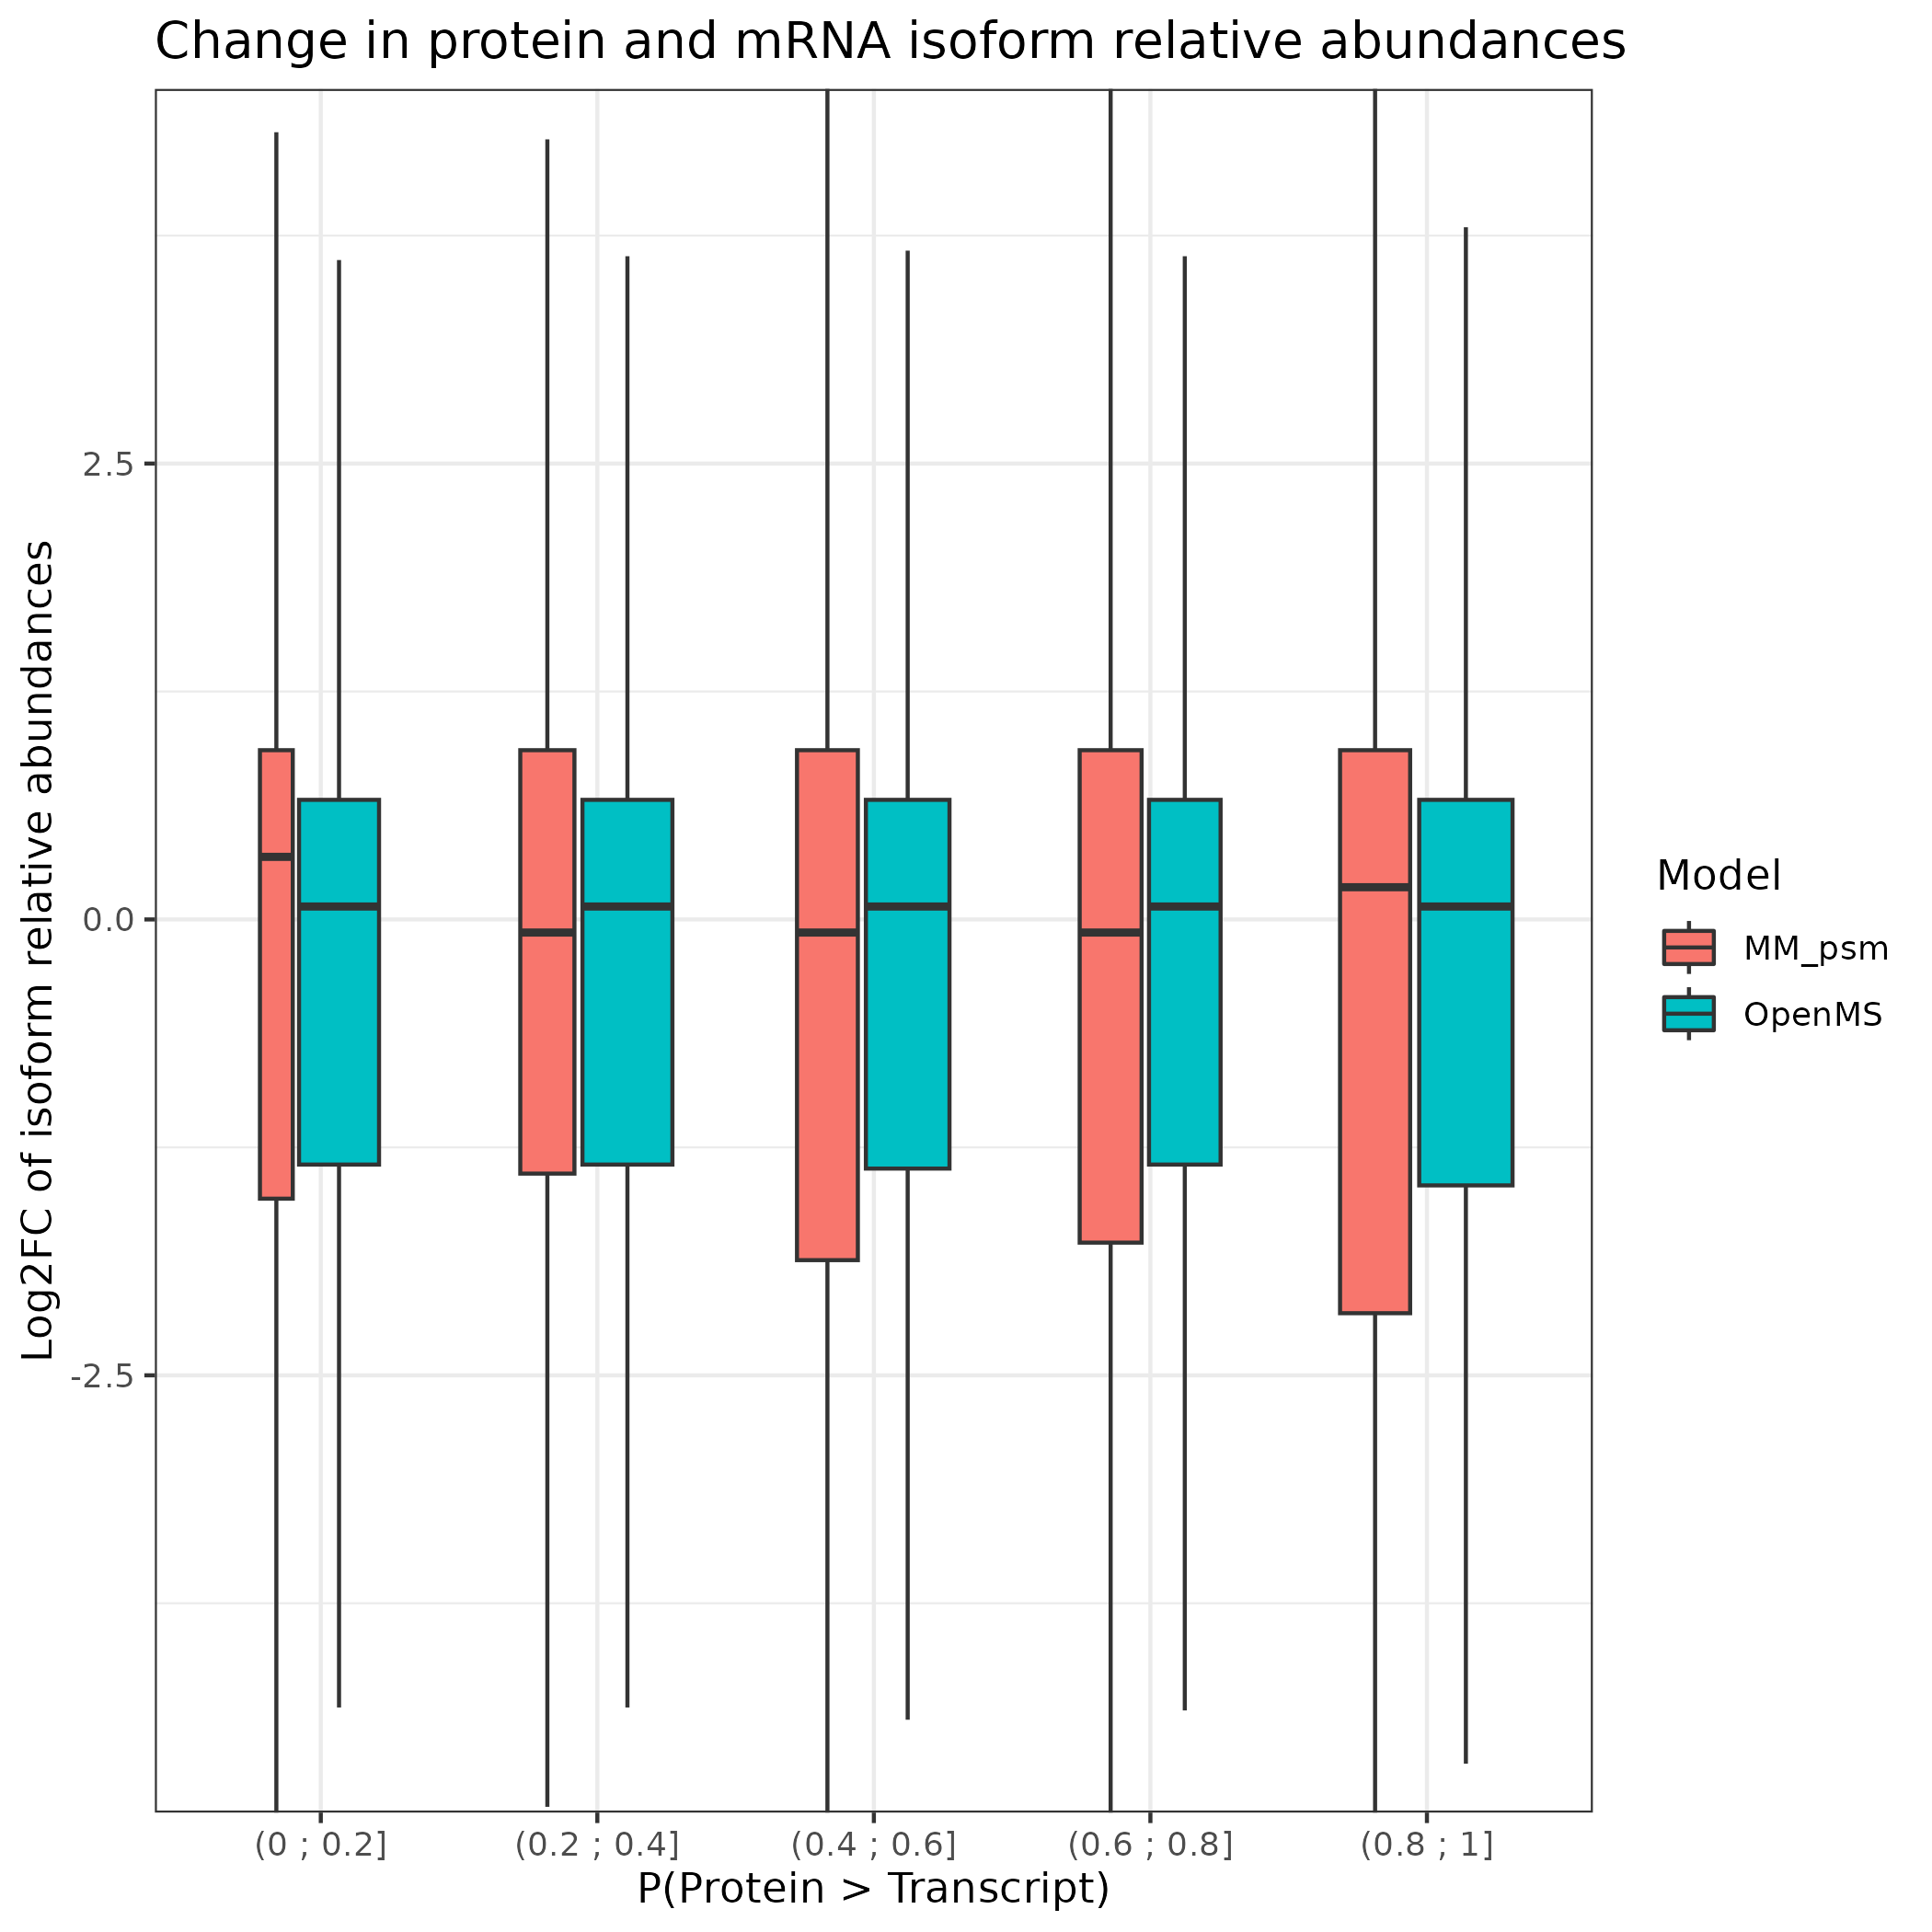 Change in protein and mRNA isoform relative abundances
Log2FC of isoform relative abundances
2.5
0.0
-2.5
(0 ; 0.2]
(0.2 ; 0.4]
(0.4 ; 0.6]
(0.6 ; 0.8]
(0.8 ; 1]
P(Protein > Transcript)
Model
MM_psm
OpenMS